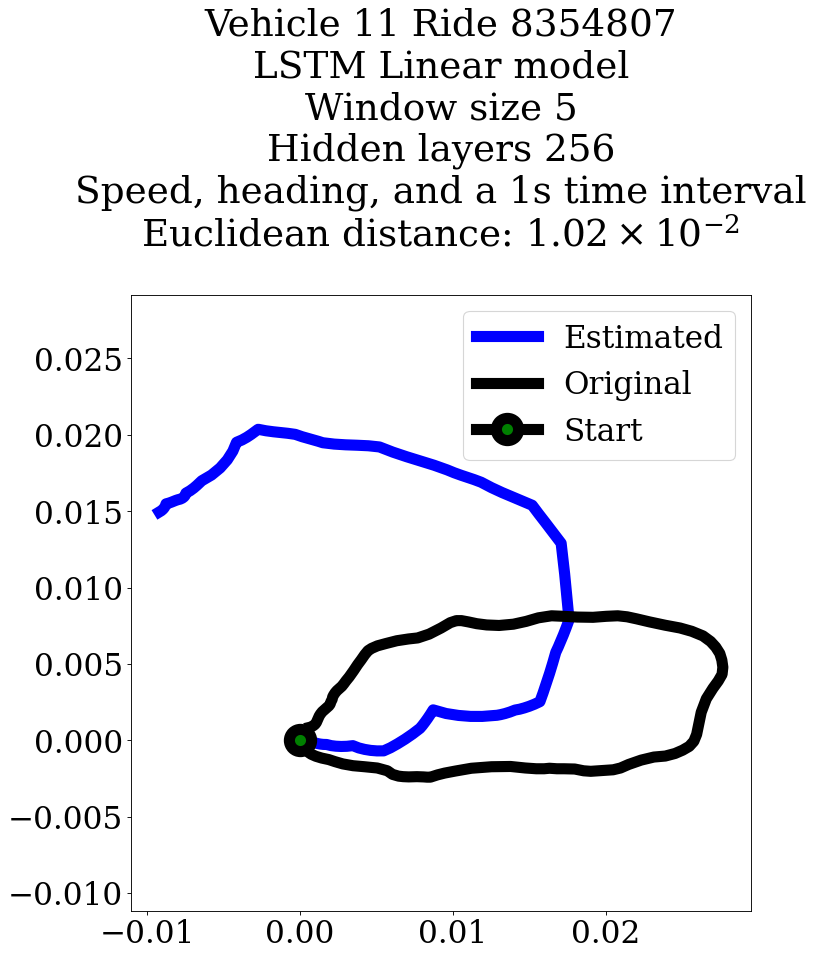 Vehicle 11 Ride 8354807
LSTM Linear model
Window size 5
Hidden layers 256
Speed, heading, and a 1s time interval
Euclidean distance: 1.02 × 10⁻²
Estimated
Original
Start
0.025
0.020
0.015
0.010
0.005
0.000
−0.005
−0.010
−0.01 0.00 0.01 0.02